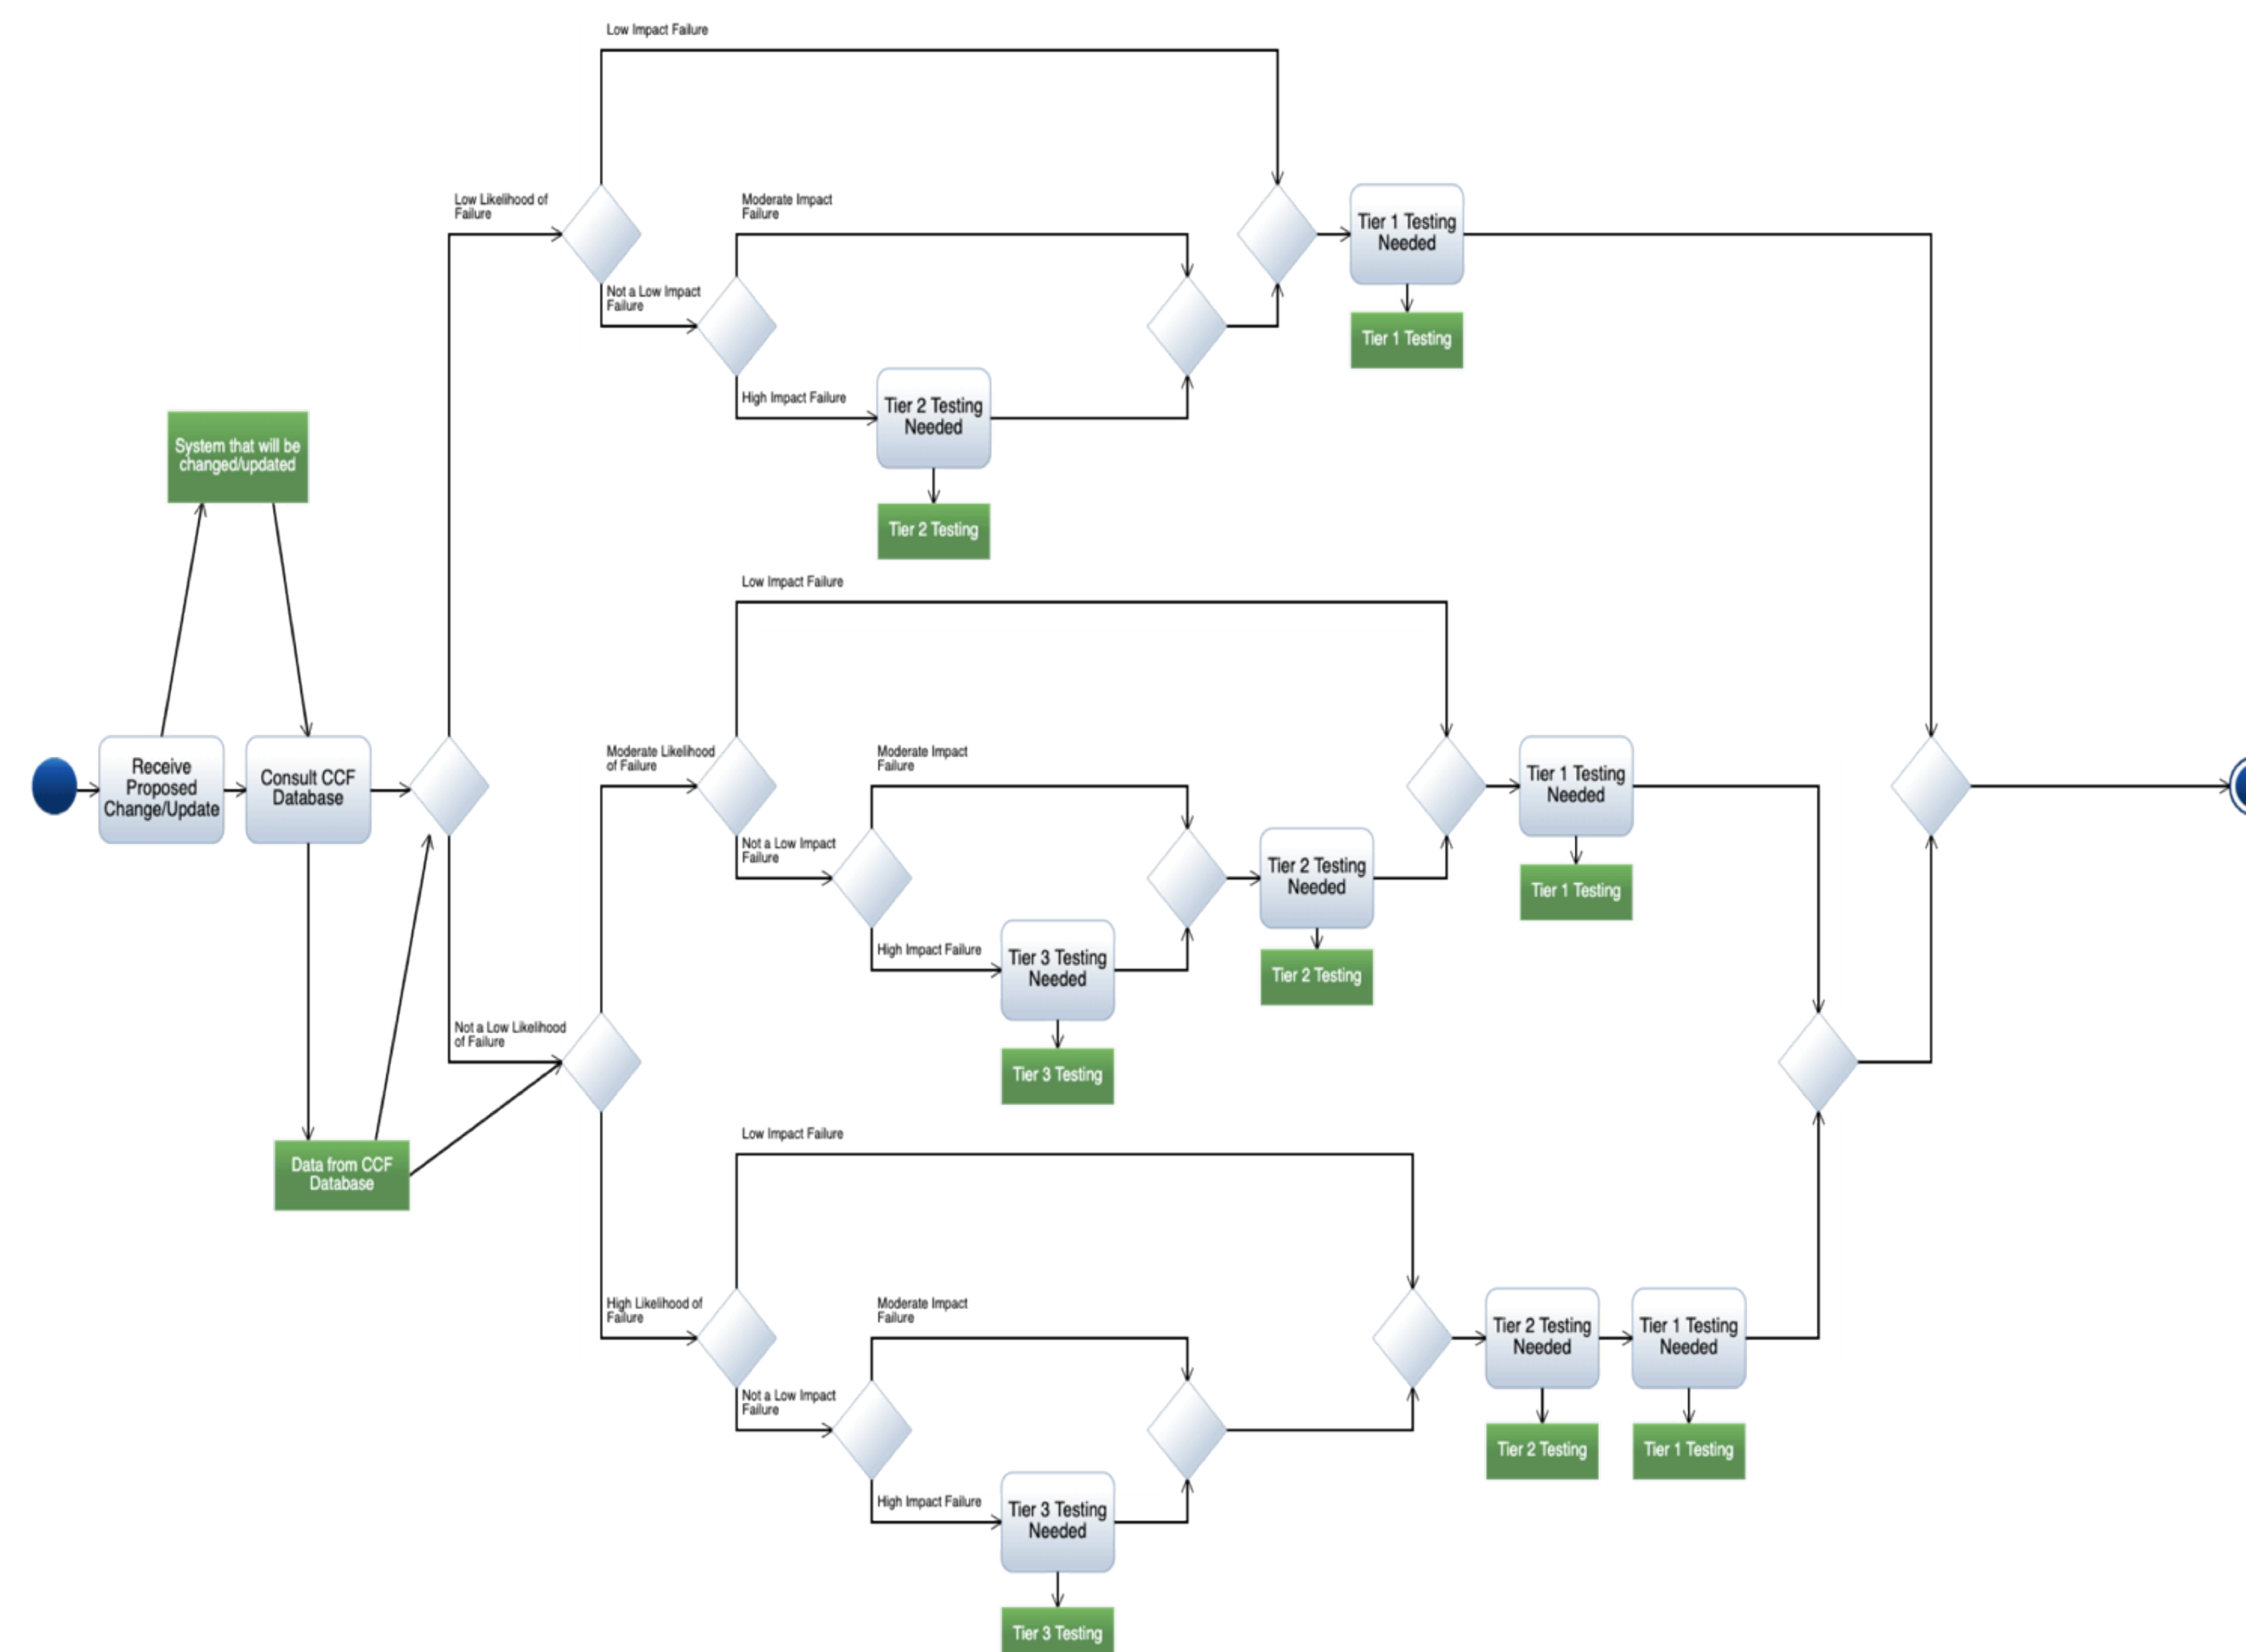 Low Impact Failure
Low Likelihood of
Failure
Moderate Impact
Failure
Tier 1 Testing
Needed
Not a Low Impact
Failure
Tier 1 Testing
High Impact Failure
Tier 2 Testing
Needed
System that will be
changed/updated
Tier 2 Testing
Low Impact Failure
Receive
Proposed
Change/Update
Consult CCF
Database
Moderate Likelihood
of Failure
Moderate Impact
Failure
Tier 1 Testing
Needed
Not a Low Impact
Failure
Tier 2 Testing
Needed
Tier 1 Testing
High Impact Failure
Tier 3 Testing
Needed
Tier 2 Testing
Not a Low Likelihood
of Failure
Tier 3 Testing
Low Impact Failure
Data from CCF
Database
High Likelihood of
Failure
Moderate Impact
Failure
Tier 2 Testing
Needed
Tier 1 Testing
Needed
Not a Low Impact
Failure
Tier 2 Testing
Tier 1 Testing
High Impact Failure
Tier 3 Testing
Needed
Tier 3 Testing